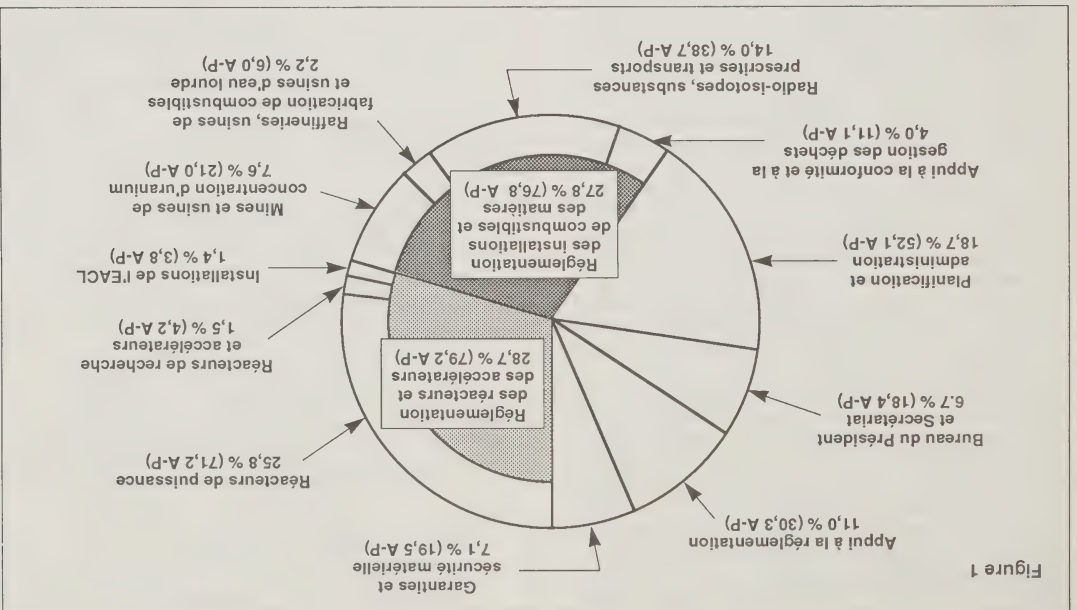 Figure 1
Garanties et
sécurité matérielle
7,1 % (19,5 A-P)
Appui à la réglementation
11,0 % (30,3 A-P)
Réacteurs de puissance
25,8 % (71,2 A-P)
Bureau du Président
et Secrétariat
6.7 % (18,4 A-P)
Réglementation
des réacteurs et
des accélérateurs
28,7 % (79,2 A-P)
Réacteurs de recherche
et accélérateurs
1,5 % (4,2 A-P)
Planification et
administration
18,7 % (52,1 A-P)
Installations de l'EACL
1,4 % (3,8 A-P)
Réglementation
des installations
de combustibles et
des matières
27,8 % (76,8 A-P)
Mines et usines de
concentration d'uranium
7,6 % (21,0 A-P)
Appui à la conformité et à la
gestion des déchets
4,0 % (11,1 A-P)
Raffineries, usines de
fabrication de combustibles
et usines d'eau lourde
2,2 % (6,0 A-P)
Radio-isotopes, substances
prescrites et transports
14,0 % (38,7 A-P)